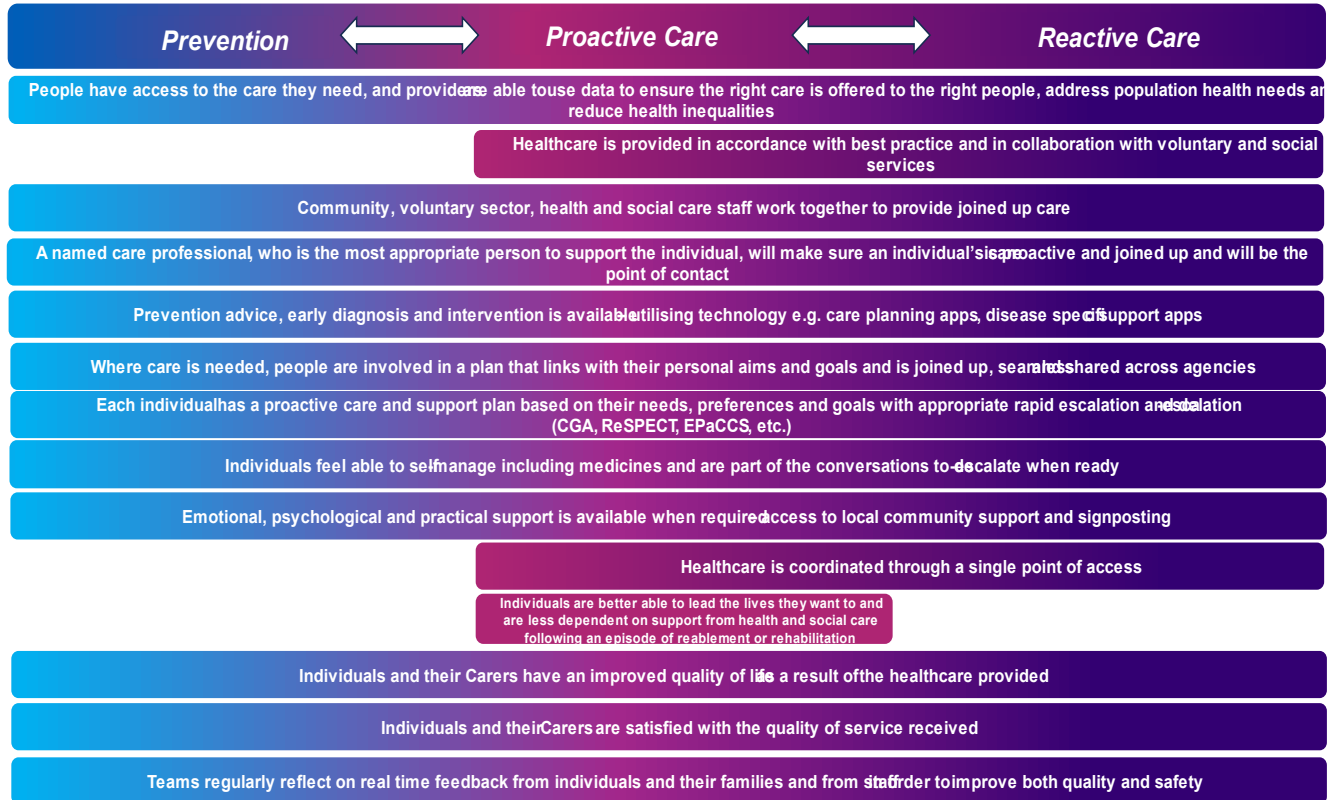 Prevention
Proactive Care
Reactive Care
People have access to the care they need, and providers are able to use data to ensure the right care is offered to the right people, address population health needs an
reduce health inequalities
Healthcare is provided in accordance with best practice and in collaboration with voluntary and social
services
Community, voluntary sector, health and social care staff work together to provide joined up care
A named care professional, who is the most appropriate person to support the individual, will make sure an individual's care is proactive and joined up and will be the
point of contact
Prevention advice, early diagnosis and intervention is available - utilising technology e.g. care planning apps, disease specific support apps
Where care is needed, people are involved in a plan that links with their personal aims and goals and is joined up, seamless and shared across agencies
Each individual has a proactive care and support plan based on their needs, preferences and goals with appropriate rapid escalation and de-escalation
(CGA, ReSPECT, EPaCCS, etc.)
Individuals feel able to self-manage including medicines and are part of the conversations to de-escalate when ready
Emotional, psychological and practical support is available when required - access to local community support and signposting
Healthcare is coordinated through a single point of access
Individuals are better able to lead the lives they want to and
are less dependent on support from health and social care
following an episode of reablement or rehabilitation
Individuals and their Carers have an improved quality of life as a result of the healthcare provided
Individuals and their Carers are satisfied with the quality of service received
Teams regularly reflect on real time feedback from individuals and their families and from staff in order to improve both quality and safety